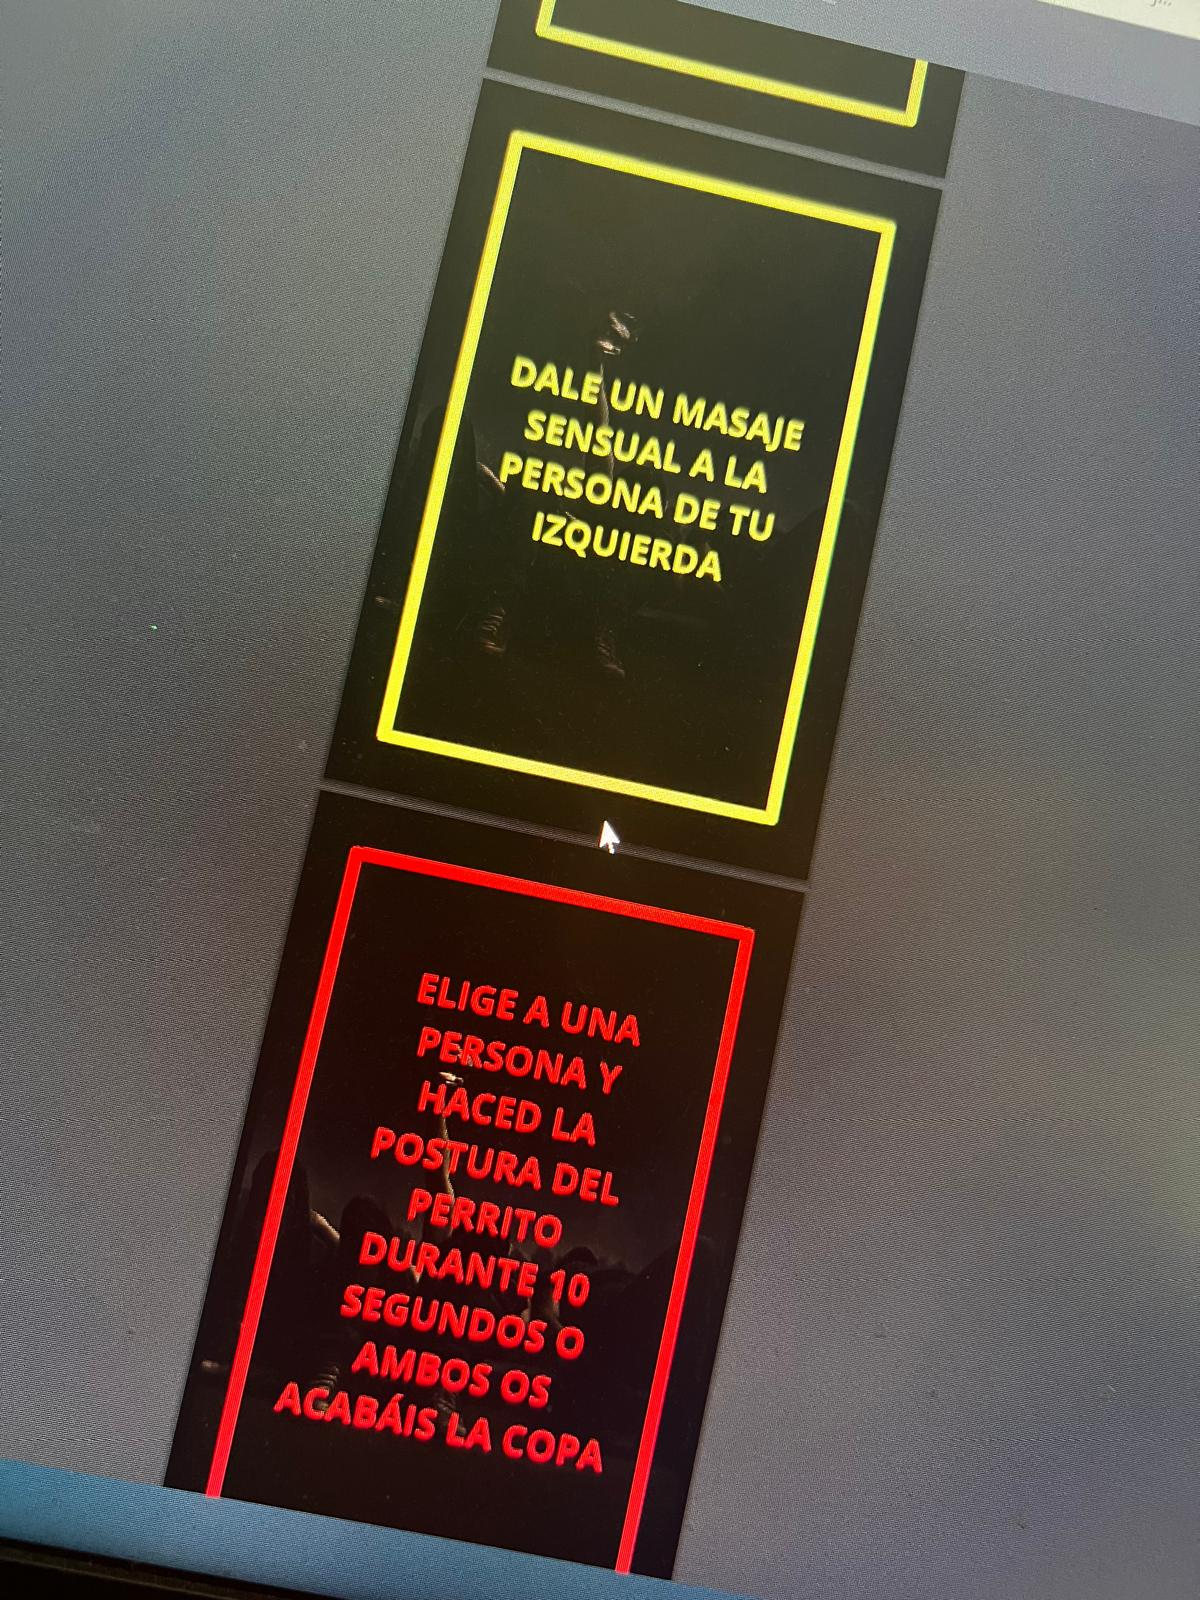 DALE UN MASAJE
SENSUAL A LA
PERSONA DE TU
IZQUIERDA
ELIGE A UNA
PERSONA Y
HACED LA
POSTURA DEL
PERRITO
DURANTE 10
SEGUNDOS O
AMBOS OS
ACABÁIS LA COPA